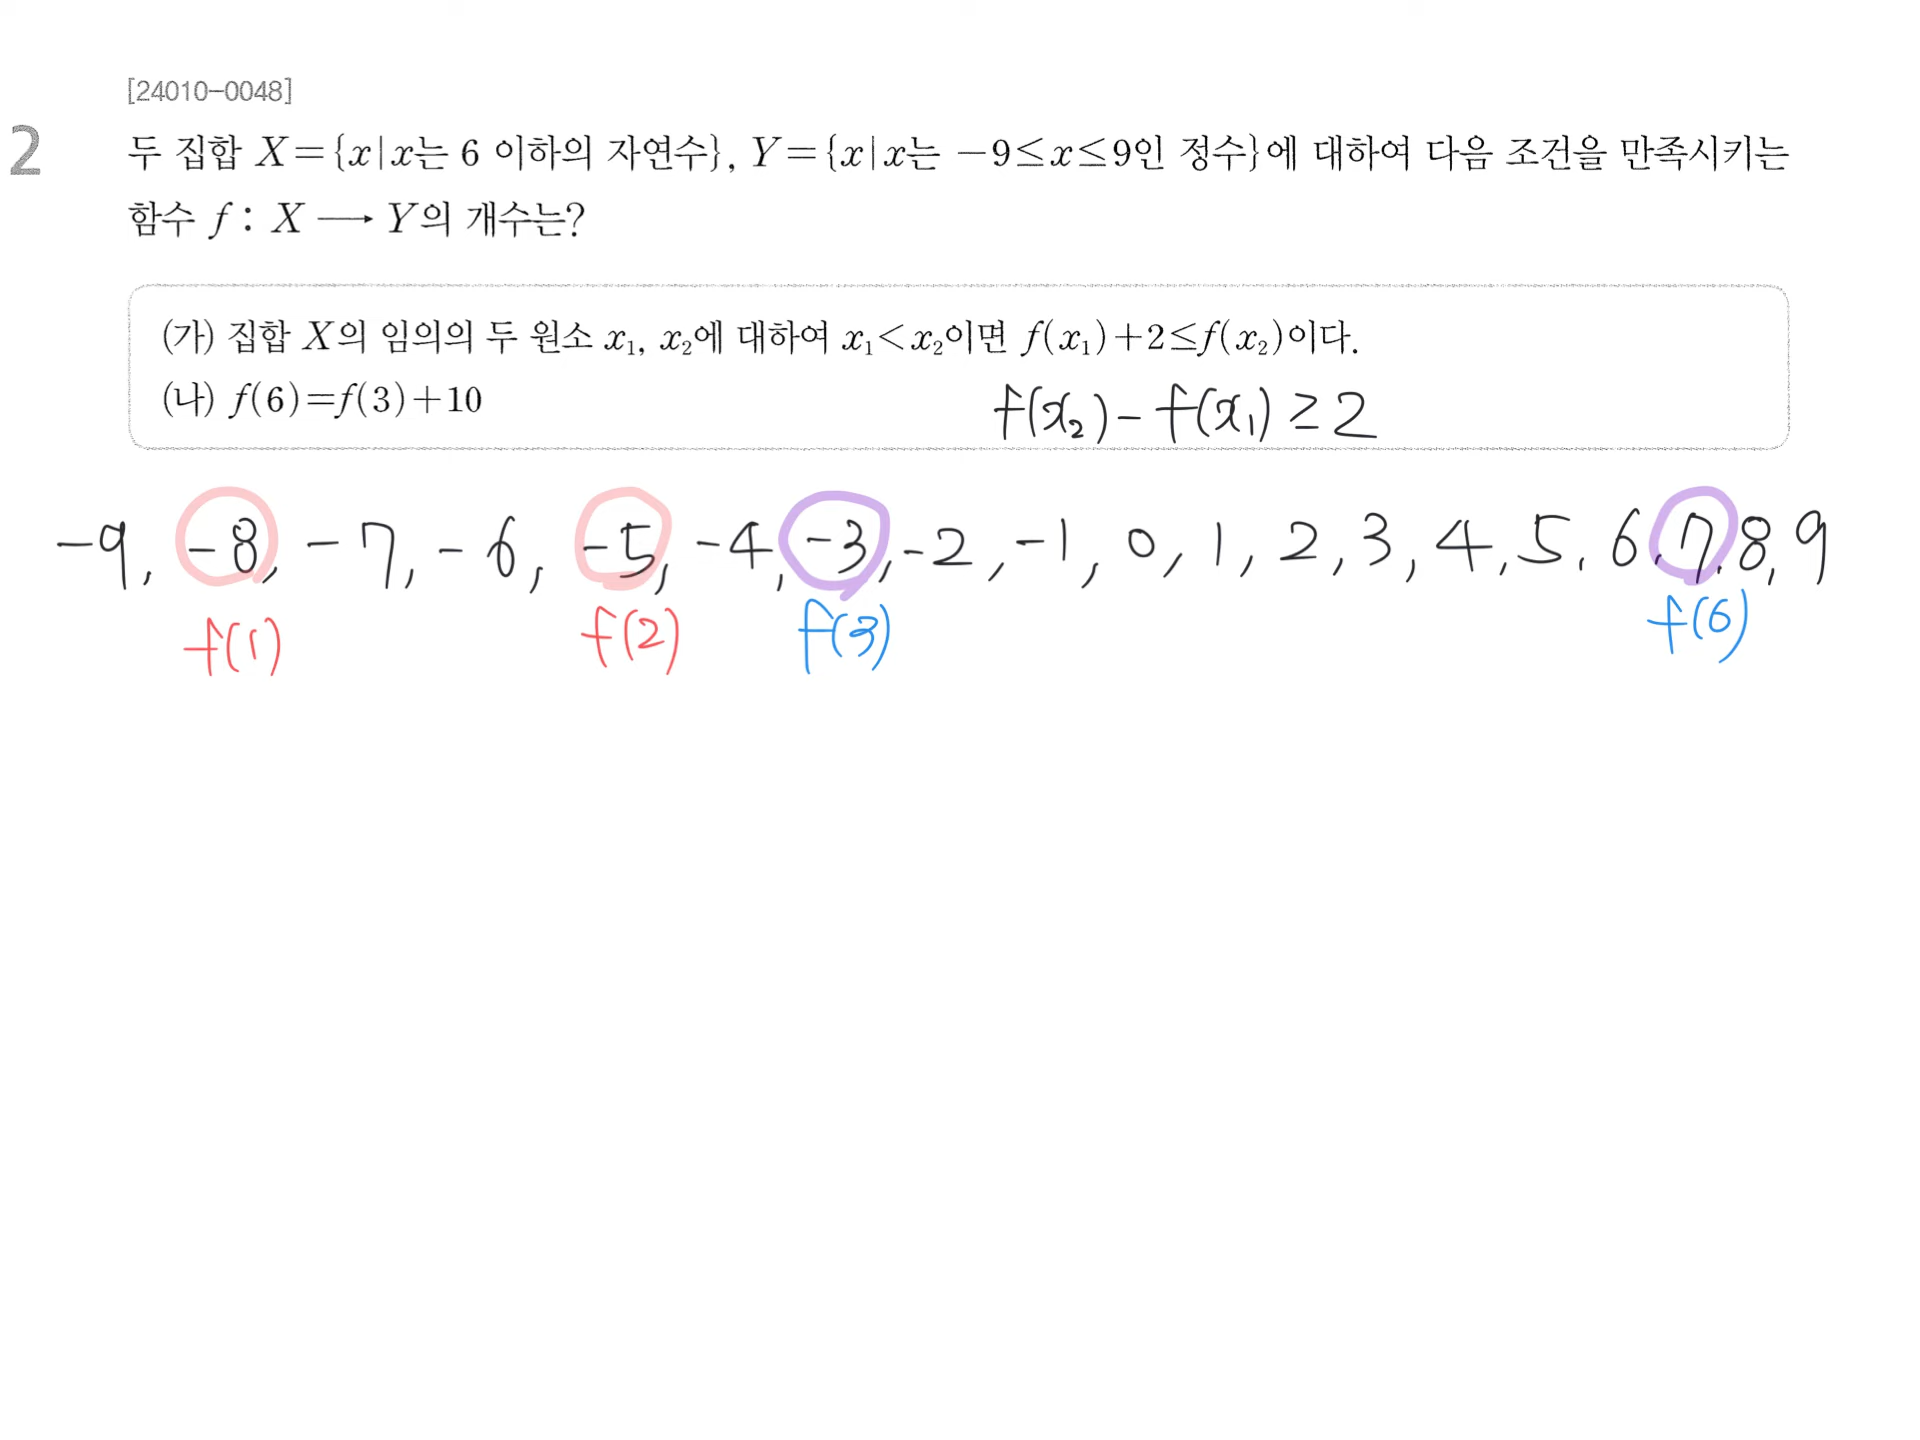 [24010-0048]
2
두 집합 X={x|x는 6 이하의 자연수}, Y={x|x는 −9≤x≤9인 정수}에 대하여 다음 조건을 만족시키는
함수 f : X ⟶ Y의 개수는?
(가) 집합 X의 임의의 두 원소 x₁, x₂에 대하여 x₁<x₂이면 f(x₁)+2≤f(x₂)이다.
(나) f(6)=f(3)+10
f(x₂)-f(x₁)≥2
-9, -8, -7, -6, -5, -4, -3, -2, -1, 0, 1, 2, 3, 4, 5, 6, 7, 8, 9
f(1) f(2) f(3) f(6)